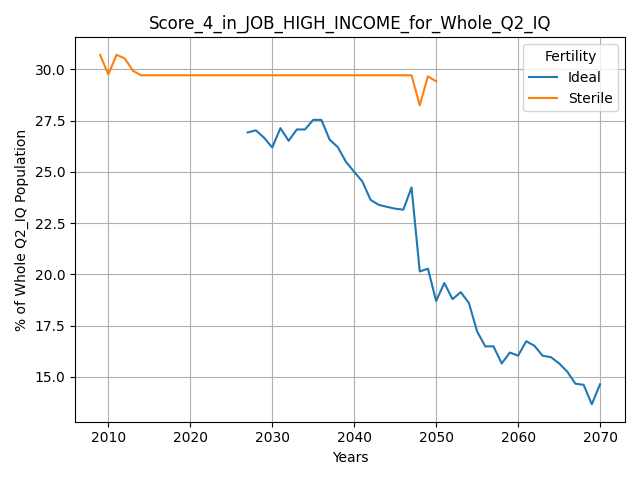 Score_4_in_JOB_HIGH_INCOME_for_Whole_Q2_IQ
Fertility
Ideal
Sterile
% of Whole Q2_IQ Population
30.0
27.5
25.0
22.5
20.0
17.5
15.0
2010 2020 2030 2040 2050 2060 2070
Years